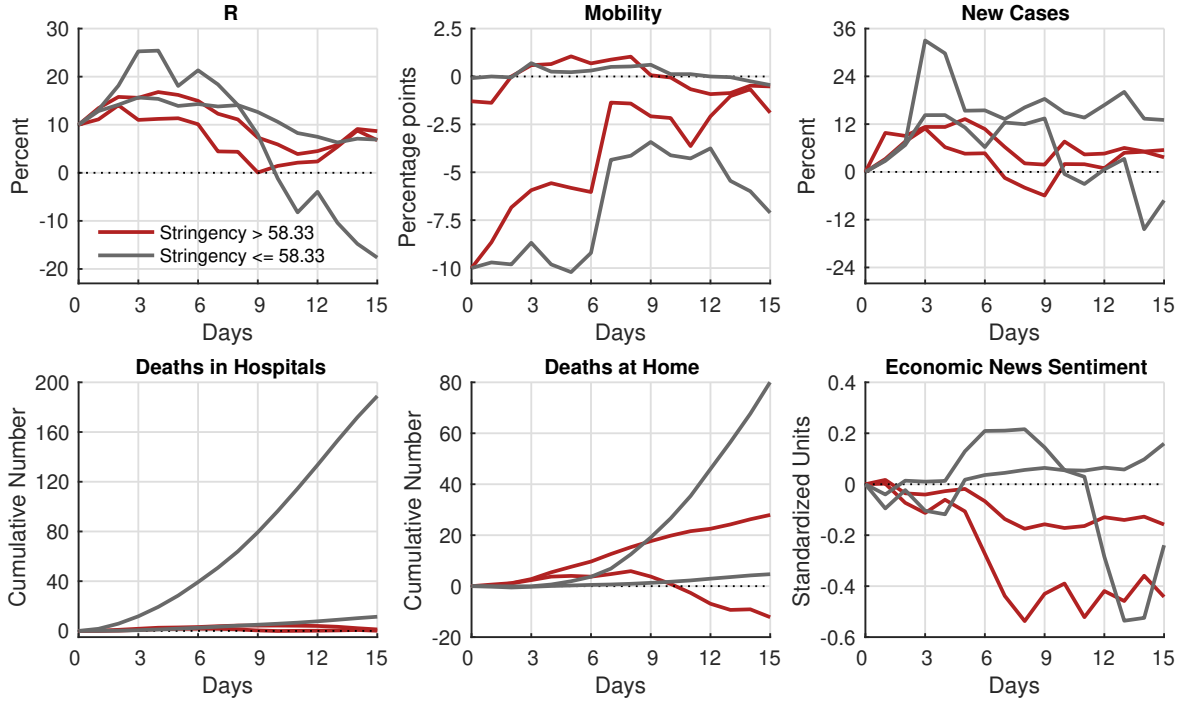 R
30
20
10
0
-10
-20
Percent
Stringency > 58.33
Stringency <= 58.33
0 3 6 9 12 15
Days
Mobility
2.5
0
-2.5
-5
-7.5
-10
Percentage points
0 3 6 9 12 15
Days
New Cases
36
24
12
0
-12
-24
Percent
0 3 6 9 12 15
Days
Deaths in Hospitals
200
160
120
80
40
0
Cumulative Number
0 3 6 9 12 15
Days
Deaths at Home
80
60
40
20
0
-20
Cumulative Number
0 3 6 9 12 15
Days
Economic News Sentiment
0.4
0.2
0
-0.2
-0.4
-0.6
Standardized Units
0 3 6 9 12 15
Days